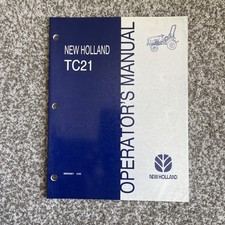 NEW HOLLAND
TC21
OPERATOR'S MANUAL
NEW HOLLAND